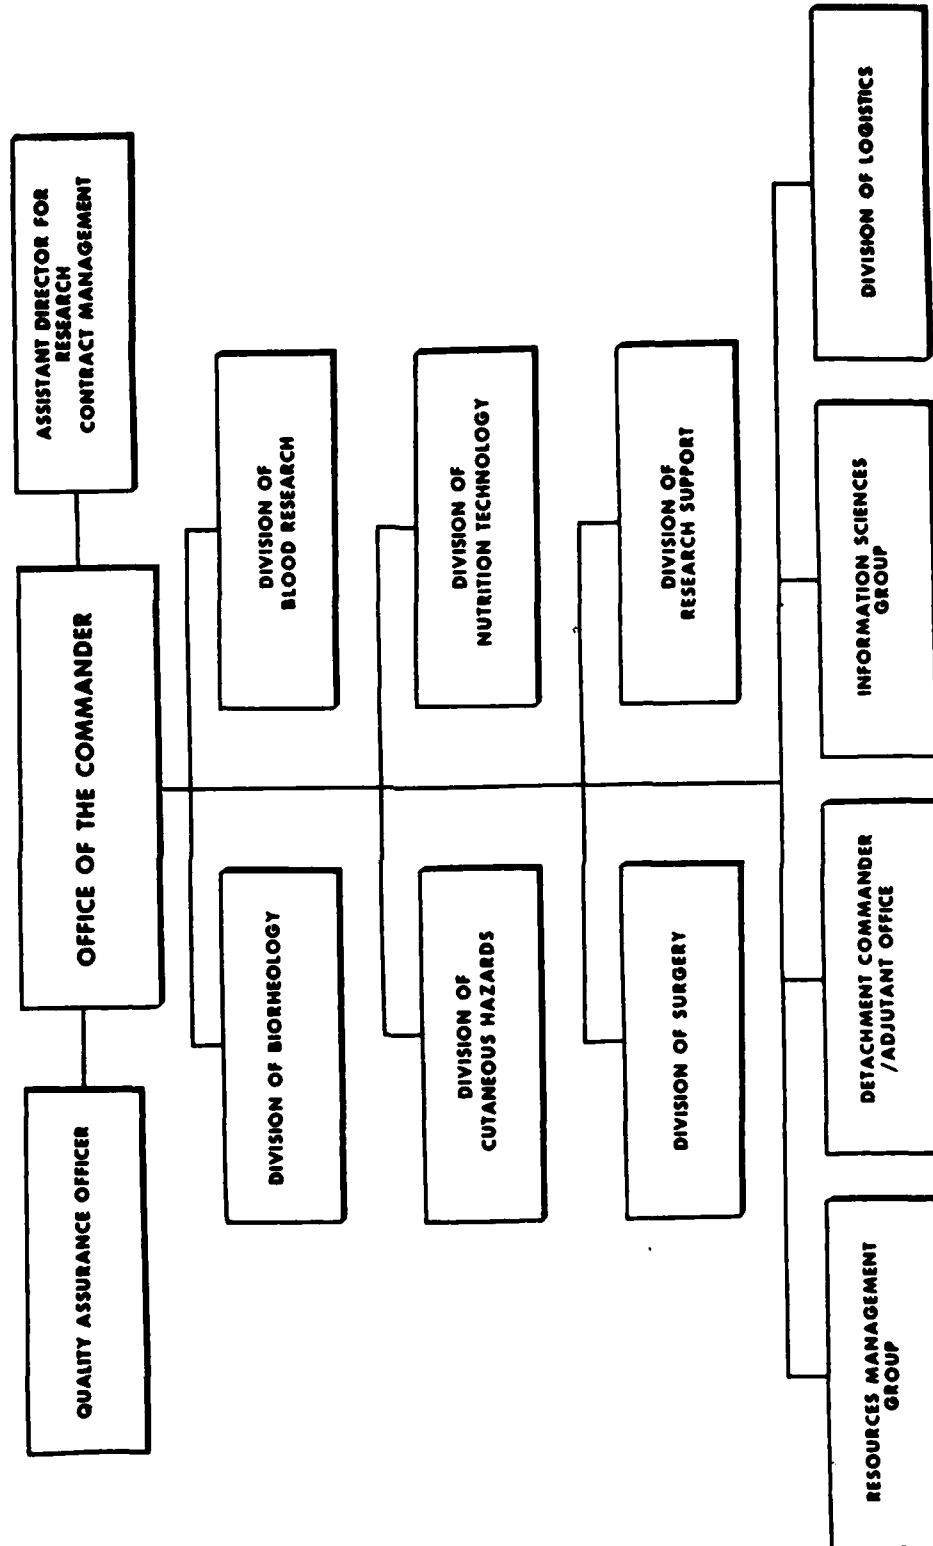 QUALITY ASSURANCE OFFICER
OFFICE OF THE COMMANDER
ASSISTANT DIRECTOR FOR
RESEARCH
CONTRACT MANAGEMENT
DIVISION OF BIORHEOLOGY
DIVISION OF
BLOOD RESEARCH
DIVISION OF
CUTANEOUS HAZARDS
DIVISION OF
NUTRITION TECHNOLOGY
DIVISION OF SURGERY
DIVISION OF
RESEARCH SUPPORT
RESOURCES MANAGEMENT
GROUP
DETACHMENT COMMANDER
/ADJUTANT OFFICE
INFORMATION SCIENCES
GROUP
DIVISION OF LOGISTICS